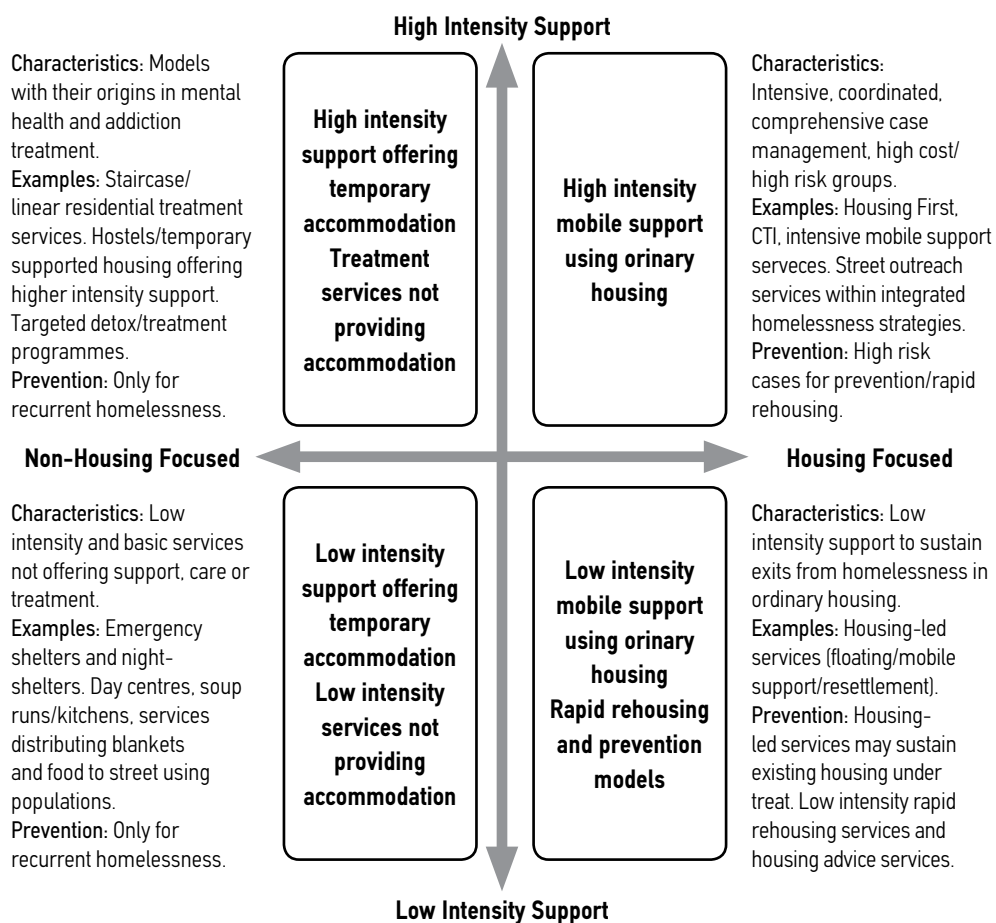 High Intensity Support
Characteristics: Models
with their origins in mental
health and addiction
treatment.
Examples: Staircase/
linear residential treatment
services. Hostels/temporary
supported housing offering
higher intensity support.
Targeted detox/treatment
programmes.
Prevention: Only for
recurrent homelessness.
High intensity
support offering
temporary
accommodation
Treatment
services not
providing
accommodation
High intensity
mobile support
using orinary
housing
Characteristics:
Intensive, coordinated,
comprehensive case
management, high cost/
high risk groups.
Examples: Housing First,
CTI, intensive mobile support
serveces. Street outreach
services within integrated
homelessness strategies.
Prevention: High risk
cases for prevention/rapid
rehousing.
Non-Housing Focused
Housing Focused
Characteristics: Low
intensity and basic services
not offering support, care or
treatment.
Examples: Emergency
shelters and night-
shelters. Day centres, soup
runs/kitchens, services
distributing blankets
and food to street using
populations.
Prevention: Only for
recurrent homelessness.
Low intensity
support offering
temporary
accommodation
Low intensity
services not
providing
accommodation
Low intensity
mobile support
using orinary
housing
Rapid rehousing
and prevention
models
Characteristics: Low
intensity support to sustain
exits from homelessness in
ordinary housing.
Examples: Housing-led
services (floating/mobile
support/resettlement).
Prevention: Housing-
led services may sustain
existing housing under
treat. Low intensity rapid
rehousing services and
housing advice services.
Low Intensity Support